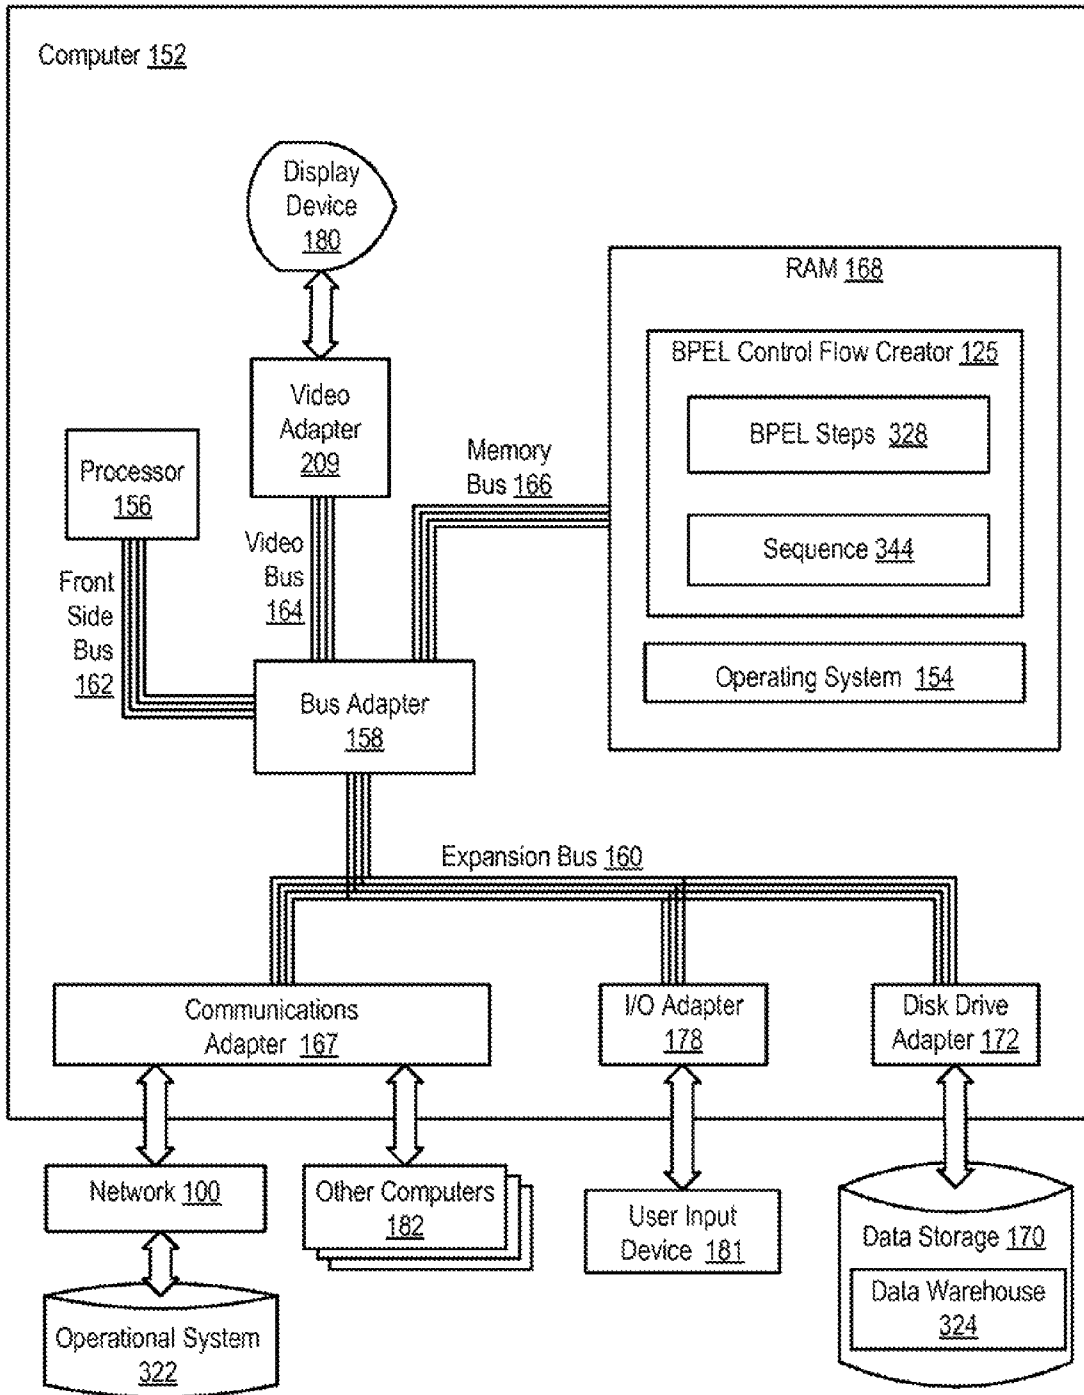 Computer 152
Display
Device
180
RAM 168
BPEL Control Flow Creator 125
BPEL Steps 328
Sequence 344
Operating System 154
Video
Adapter
209
Memory
Bus 166
Processor
156
Video
Bus
164
Front
Side
Bus
162
Bus Adapter
158
Expansion Bus 160
Communications
Adapter 167
I/O Adapter
178
Disk Drive
Adapter 172
Network 100
Other Computers
182
User Input
Device 181
Data Storage 170
Data Warehouse
324
Operational System
322